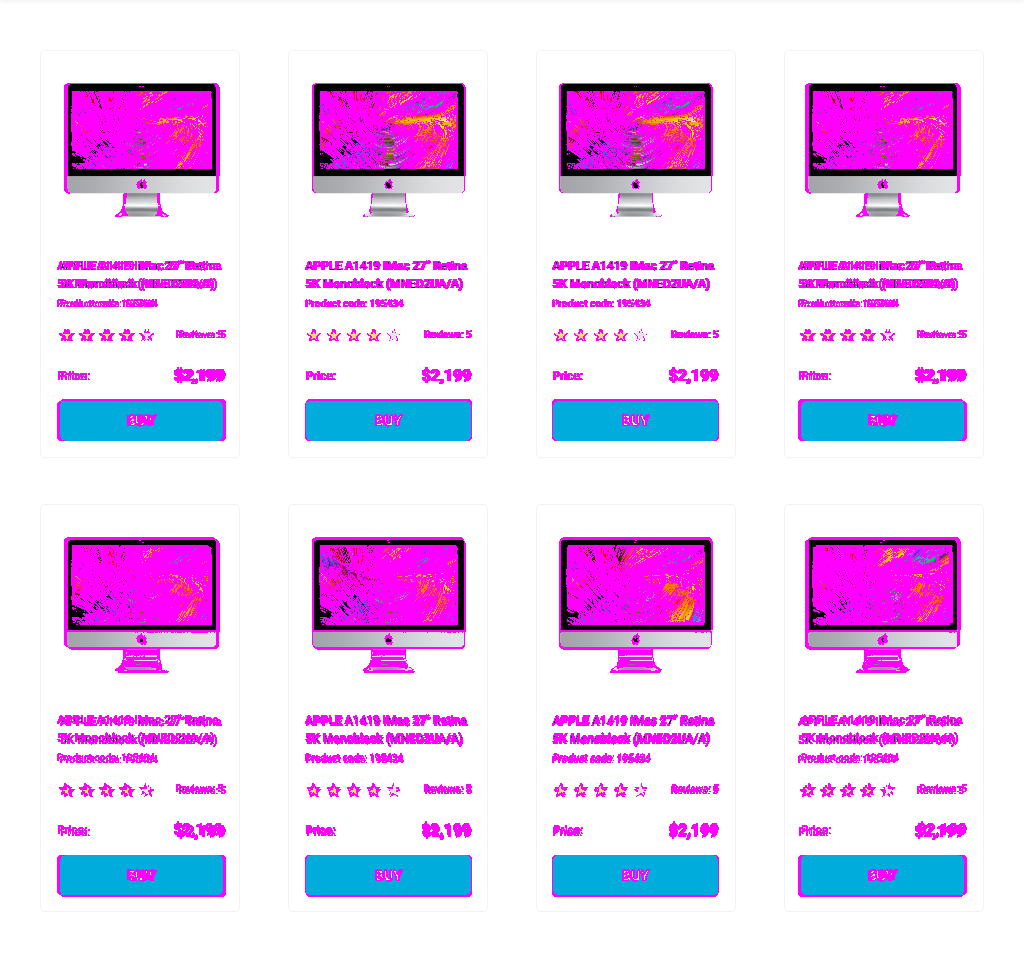 APPLE A1419 iMac 27" Retina
5K Monoblock (MNED2UA/A)
Product code: 195434
Reviews: 5
Price: $2,199
BUY
APPLE A1419 iMac 27" Retina
5K Monoblock (MNED2UA/A)
Product code: 195434
Reviews: 5
Price: $2,199
BUY
APPLE A1419 iMac 27" Retina
5K Monoblock (MNED2UA/A)
Product code: 195434
Reviews: 5
Price: $2,199
BUY
APPLE A1419 iMac 27" Retina
5K Monoblock (MNED2UA/A)
Product code: 195434
Reviews: 5
Price: $2,199
BUY
APPLE A1419 iMac 27" Retina
5K Monoblock (MNED2UA/A)
Product code: 195434
Reviews: 5
Price: $2,199
BUY
APPLE A1419 iMac 27" Retina
5K Monoblock (MNED2UA/A)
Product code: 195434
Reviews: 5
Price: $2,199
BUY
APPLE A1419 iMac 27" Retina
5K Monoblock (MNED2UA/A)
Product code: 195434
Reviews: 5
Price: $2,199
BUY
APPLE A1419 iMac 27" Retina
5K Monoblock (MNED2UA/A)
Product code: 195434
Reviews: 5
Price: $2,199
BUY